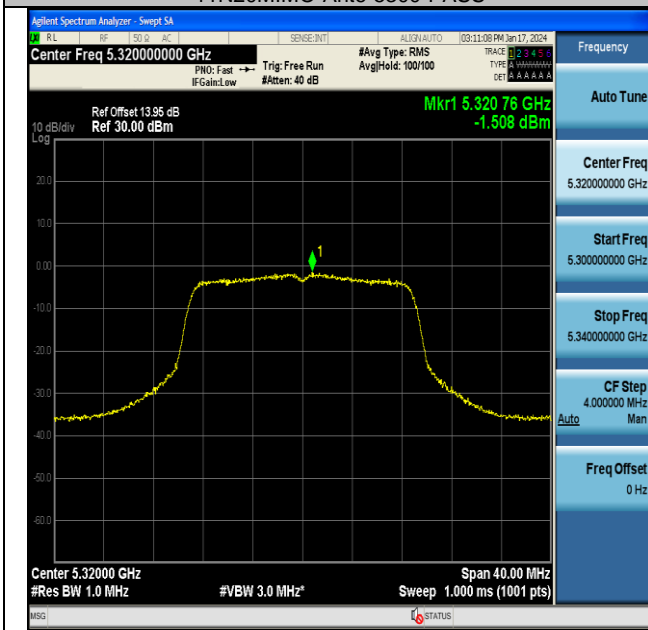 Agilent Spectrum Analyzer - Swept SA
RL RF 50 Ω AC SENSE:INT ALIGN AUTO 03:11:08 PM Jan 17, 2024
Center Freq 5.320000000 GHz
PNO: Fast
IFGain:Low
Trig: Free Run
#Atten: 40 dB
#Avg Type: RMS
Avg|Hold: 100/100
TRACE 1 2 3 4 5 6
TYPE A
DET A A A A A A
Frequency
Auto Tune
Center Freq
5.320000000 GHz
Start Freq
5.300000000 GHz
Stop Freq
5.340000000 GHz
CF Step
4.000000 MHz
Auto Man
Freq Offset
0 Hz
Mkr1 5.320 76 GHz
-1.508 dBm
Ref Offset 13.95 dB
10 dB/div Ref 30.00 dBm
Log
20.0
10.0
0.00
-10.0
-20.0
-30.0
-40.0
-50.0
-60.0
1
Center 5.32000 GHz Span 40.00 MHz
#Res BW 1.0 MHz #VBW 3.0 MHz* Sweep 1.000 ms (1001 pts)
MSG STATUS